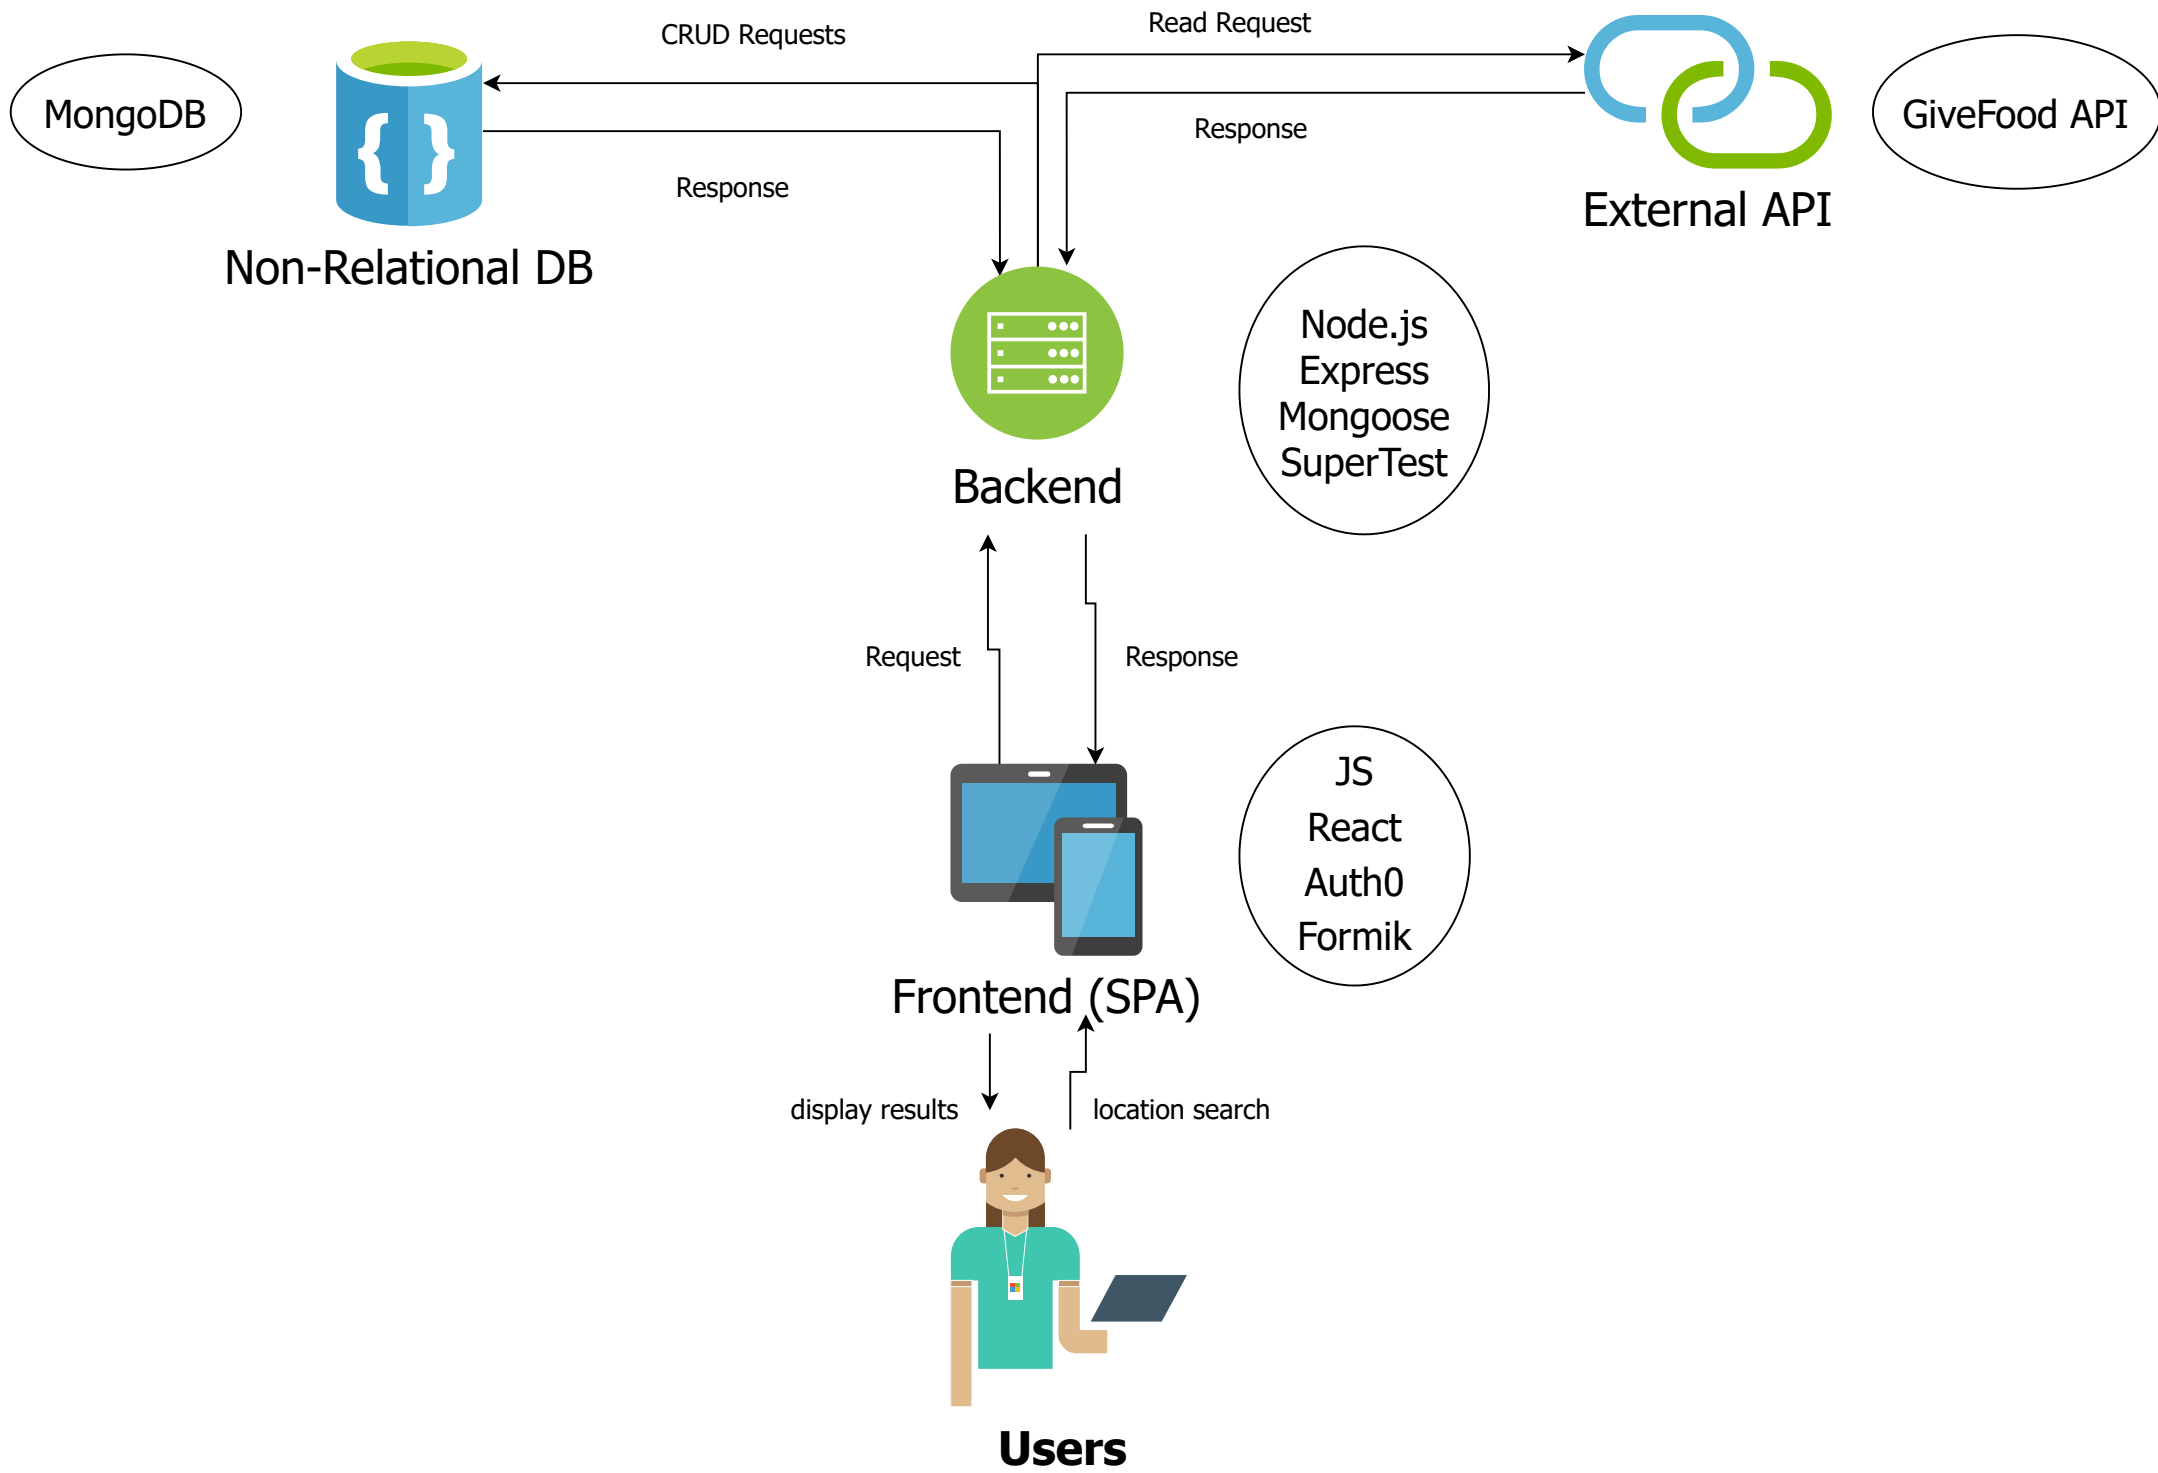 CRUD Requests
Read Request
MongoDB
GiveFood API
Response
Response
External API
Non-Relational DB
Node.js
Express
Mongoose
SuperTest
Backend
Request
Response
JS
React
Auth0
Formik
Frontend (SPA)
display results
location search
Users